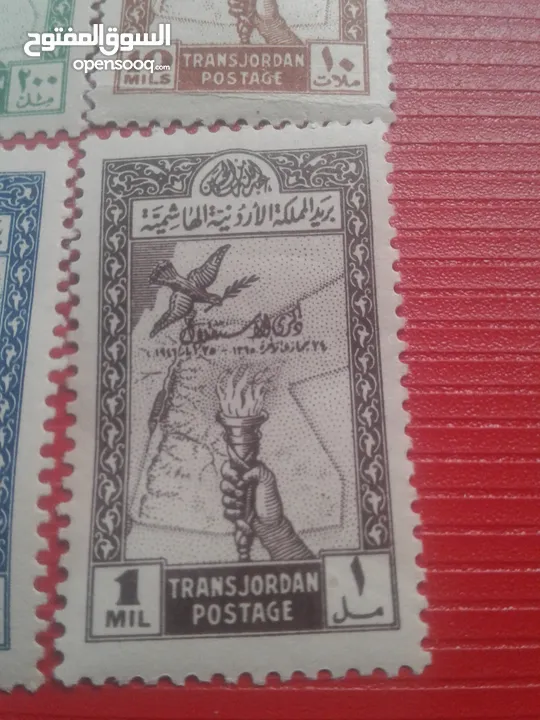 السوق المفتوح
opensooq.com
٢٠٠
MILS
TRANSJORDAN
POSTAGE
١٠
ملات
بريد المملكة الأردنية الهاشمية
ذكرى الاستقلال
1
MIL
TRANSJORDAN
POSTAGE
١
مل